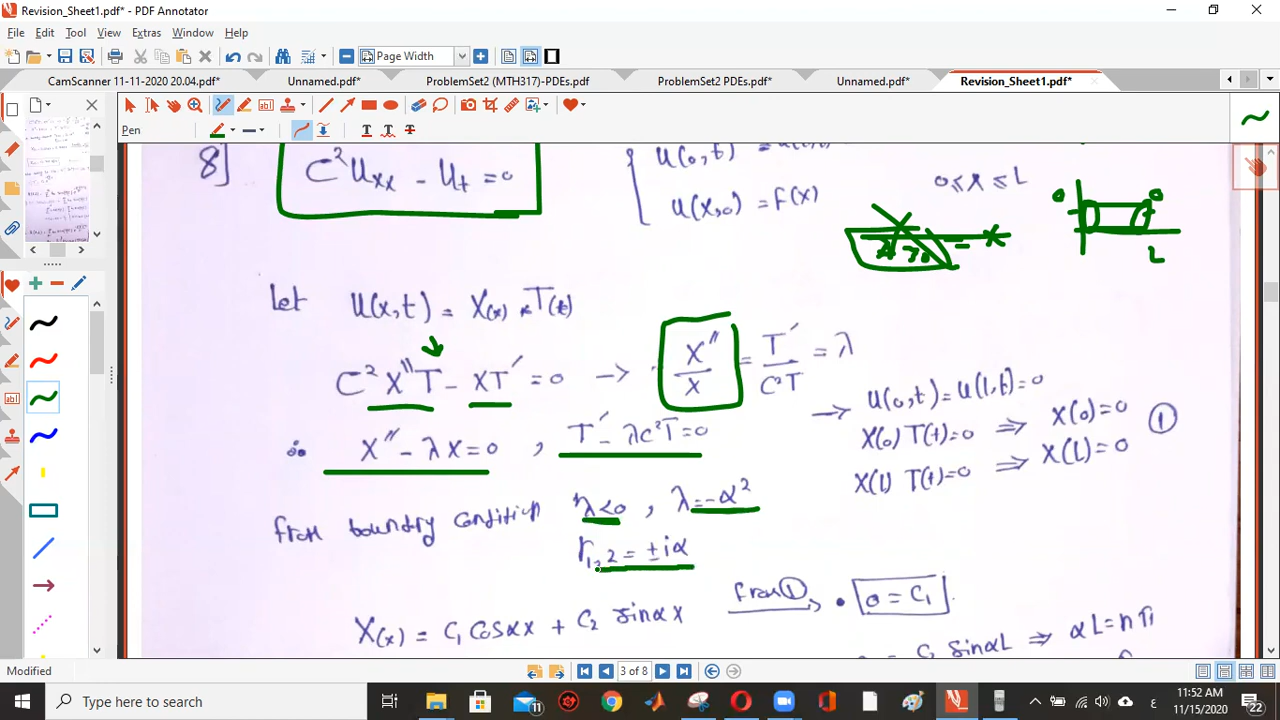 Revision_Sheet1.pdf* - PDF Annotator
File Edit Tool View Extras Window Help
Page Width
CamScanner 11-11-2020 20.04.pdf* Unnamed.pdf* ProblemSet2 (MTH317)-PDEs.pdf ProblemSet2 PDEs.pdf* Unnamed.pdf* Revision_Sheet1.pdf*
Pen
8] C²Uxx - Ut = 0
u(x,0) = f(x)
0 ≤ x ≤ L
0 0
L
let u(x,t) = X(x) * T(t)
C² X''T - XT' = 0 → X''/X = T'/C²T = λ
→ u(0,t) = u(l,t) = 0
∴ X'' - λX = 0 , T' - λC²T = 0
X(0) T(t) = 0 ⇒ X(0) = 0 ①
X(l) T(t) = 0 ⇒ X(L) = 0
from boundry condition λ<0 , λ = -α²
r1,2 = ± iα
X(x) = C1 cosαx + C2 sinαx from① → • 0 = C1
sinαL ⇒ αL = nπ
Modified 3 of 8
Type here to search
11
ع
11:52 AM
11/15/2020
22